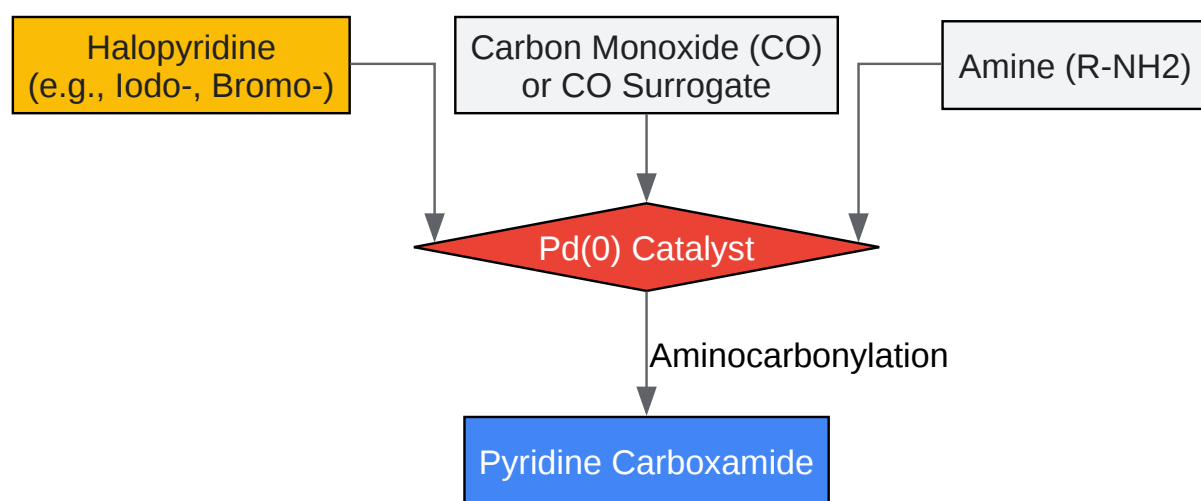 Halopyridine
(e.g., Iodo-, Bromo-)
Carbon Monoxide (CO)
or CO Surrogate
Amine (R-NH2)
Pd(0) Catalyst
Aminocarbonylation
Pyridine Carboxamide